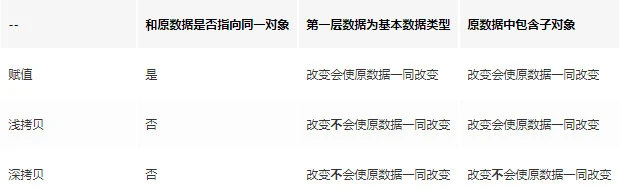 -- 和原数据是否指向同一对象 第一层数据为基本数据类型 原数据中包含子对象
赋值 是 改变会使原数据一同改变 改变会使原数据一同改变
浅拷贝 否 改变不会使原数据一同改变 改变会使原数据一同改变
深拷贝 否 改变不会使原数据一同改变 改变不会使原数据一同改变